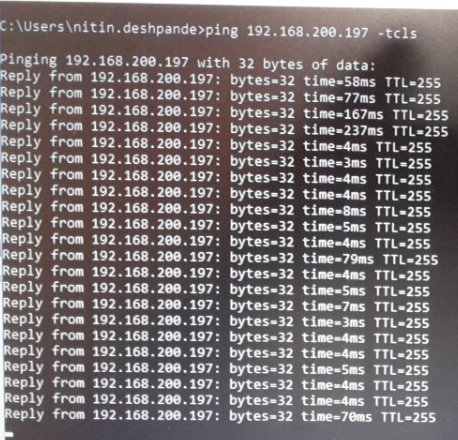 C:\Users\nitin.deshpande>ping 192.168.200.197 -tcls
Pinging 192.168.200.197 with 32 bytes of data:
Reply from 192.168.200.197: bytes=32 time=58ms TTL=255
Reply from 192.168.200.197: bytes=32 time=77ms TTL=255
Reply from 192.168.200.197: bytes=32 time=167ms TTL=255
Reply from 192.168.200.197: bytes=32 time=237ms TTL=255
Reply from 192.168.200.197: bytes=32 time=4ms TTL=255
Reply from 192.168.200.197: bytes=32 time=3ms TTL=255
Reply from 192.168.200.197: bytes=32 time=4ms TTL=255
Reply from 192.168.200.197: bytes=32 time=4ms TTL=255
Reply from 192.168.200.197: bytes=32 time=8ms TTL=255
Reply from 192.168.200.197: bytes=32 time=5ms TTL=255
Reply from 192.168.200.197: bytes=32 time=4ms TTL=255
Reply from 192.168.200.197: bytes=32 time=79ms TTL=255
Reply from 192.168.200.197: bytes=32 time=4ms TTL=255
Reply from 192.168.200.197: bytes=32 time=5ms TTL=255
Reply from 192.168.200.197: bytes=32 time=7ms TTL=255
Reply from 192.168.200.197: bytes=32 time=3ms TTL=255
Reply from 192.168.200.197: bytes=32 time=4ms TTL=255
Reply from 192.168.200.197: bytes=32 time=4ms TTL=255
Reply from 192.168.200.197: bytes=32 time=5ms TTL=255
Reply from 192.168.200.197: bytes=32 time=4ms TTL=255
Reply from 192.168.200.197: bytes=32 time=4ms TTL=255
Reply from 192.168.200.197: bytes=32 time=70ms TTL=255